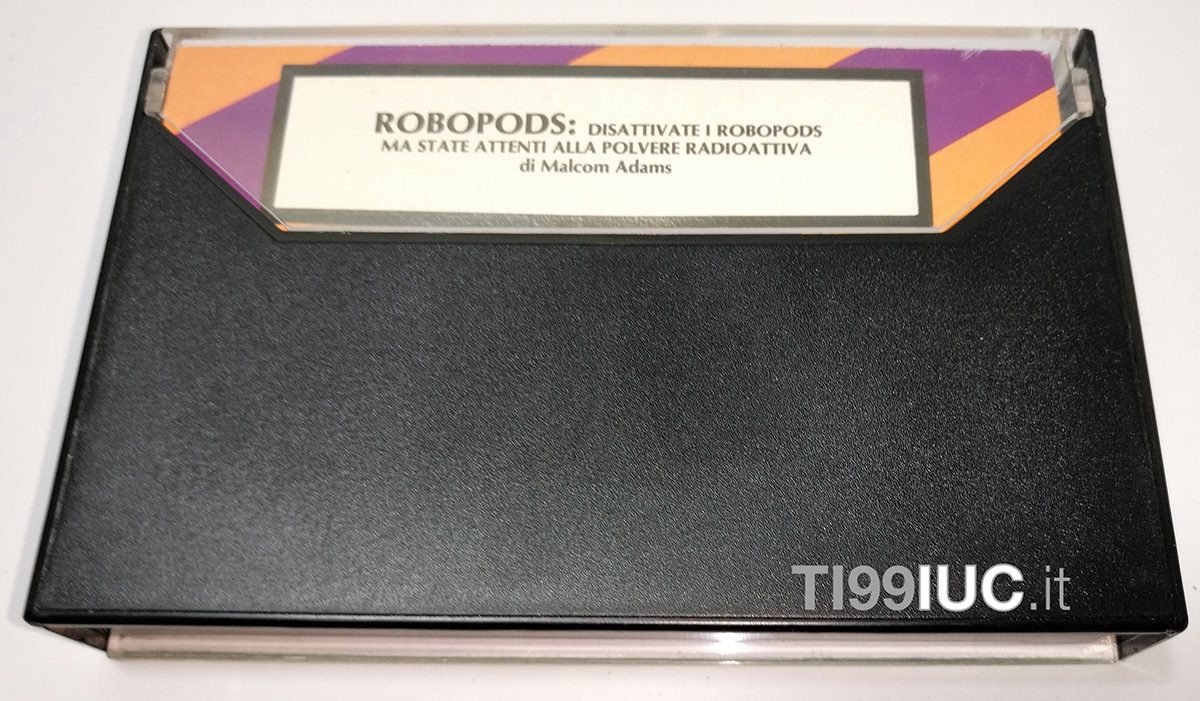 ROBOPODS: DISATTIVATE I ROBOPODS
MA STATE ATTENTI ALLA POLVERE RADIOATTIVA
di Malcom Adams
TI99IUC.it